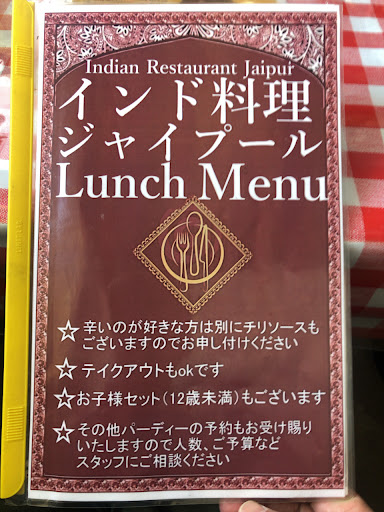 Indian Restaurant Jaipur
インド料理
ジャイプール
Lunch Menu
☆辛いのが好きな方は別にチリソースも
ございますのでお申し付けください
☆テイクアウトもokです
☆お子様セット(12歳未満)もございます
☆その他パーディーの予約もお受け賜り
いたしますので人数、ご予算など
スタッフにご相談ください